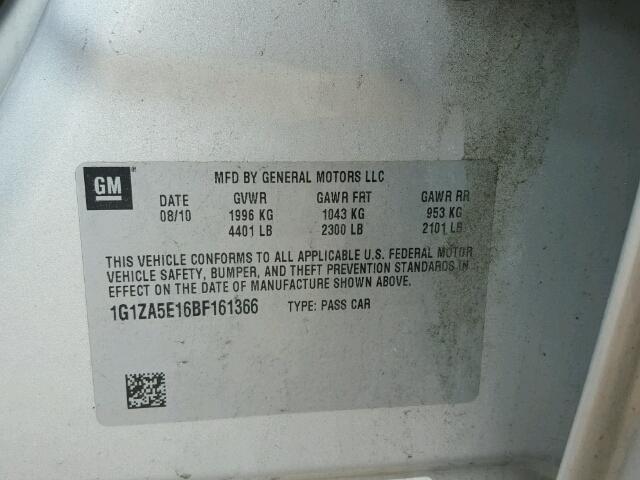 GM
MFD BY GENERAL MOTORS LLC
DATE GVWR GAWR FRT GAWR RR
08/10 1996 KG 1043 KG 953 KG
4401 LB 2300 LB 2101 LB
THIS VEHICLE CONFORMS TO ALL APPLICABLE U.S. FEDERAL MOTOR
VEHICLE SAFETY, BUMPER, AND THEFT PREVENTION STANDARDS IN
EFFECT ON THE DATE OF MANUFACTURE SHOWN ABOVE.
1G1ZA5E16BF161366 TYPE: PASS CAR